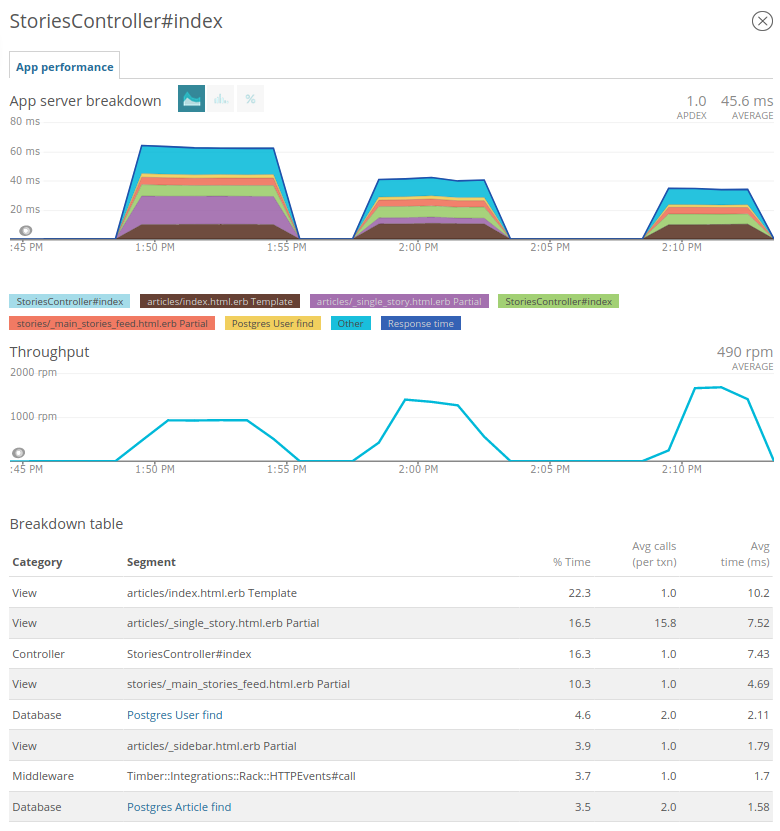 StoriesController#index
App performance
App server breakdown
%
1.0 45.6 ms
APDEX AVERAGE
80 ms
60 ms
40 ms
20 ms
:45 PM 1:50 PM 1:55 PM 2:00 PM 2:05 PM 2:10 PM
StoriesController#index articles/index.html.erb Template articles/_single_story.html.erb Partial StoriesController#index
stories/_main_stories_feed.html.erb Partial Postgres User find Other Response time
Throughput
490 rpm
AVERAGE
2000 rpm
1000 rpm
:45 PM 1:50 PM 1:55 PM 2:00 PM 2:05 PM 2:10 PM
Breakdown table
Avg calls Avg
Category Segment % Time (per txn) time (ms)
View articles/index.html.erb Template 22.3 1.0 10.2
View articles/_single_story.html.erb Partial 16.5 15.8 7.52
Controller StoriesController#index 16.3 1.0 7.43
View stories/_main_stories_feed.html.erb Partial 10.3 1.0 4.69
Database Postgres User find 4.6 2.0 2.11
View articles/_sidebar.html.erb Partial 3.9 1.0 1.79
Middleware Timber::Integrations::Rack::HTTPEvents#call 3.7 1.0 1.7
Database Postgres Article find 3.5 2.0 1.58